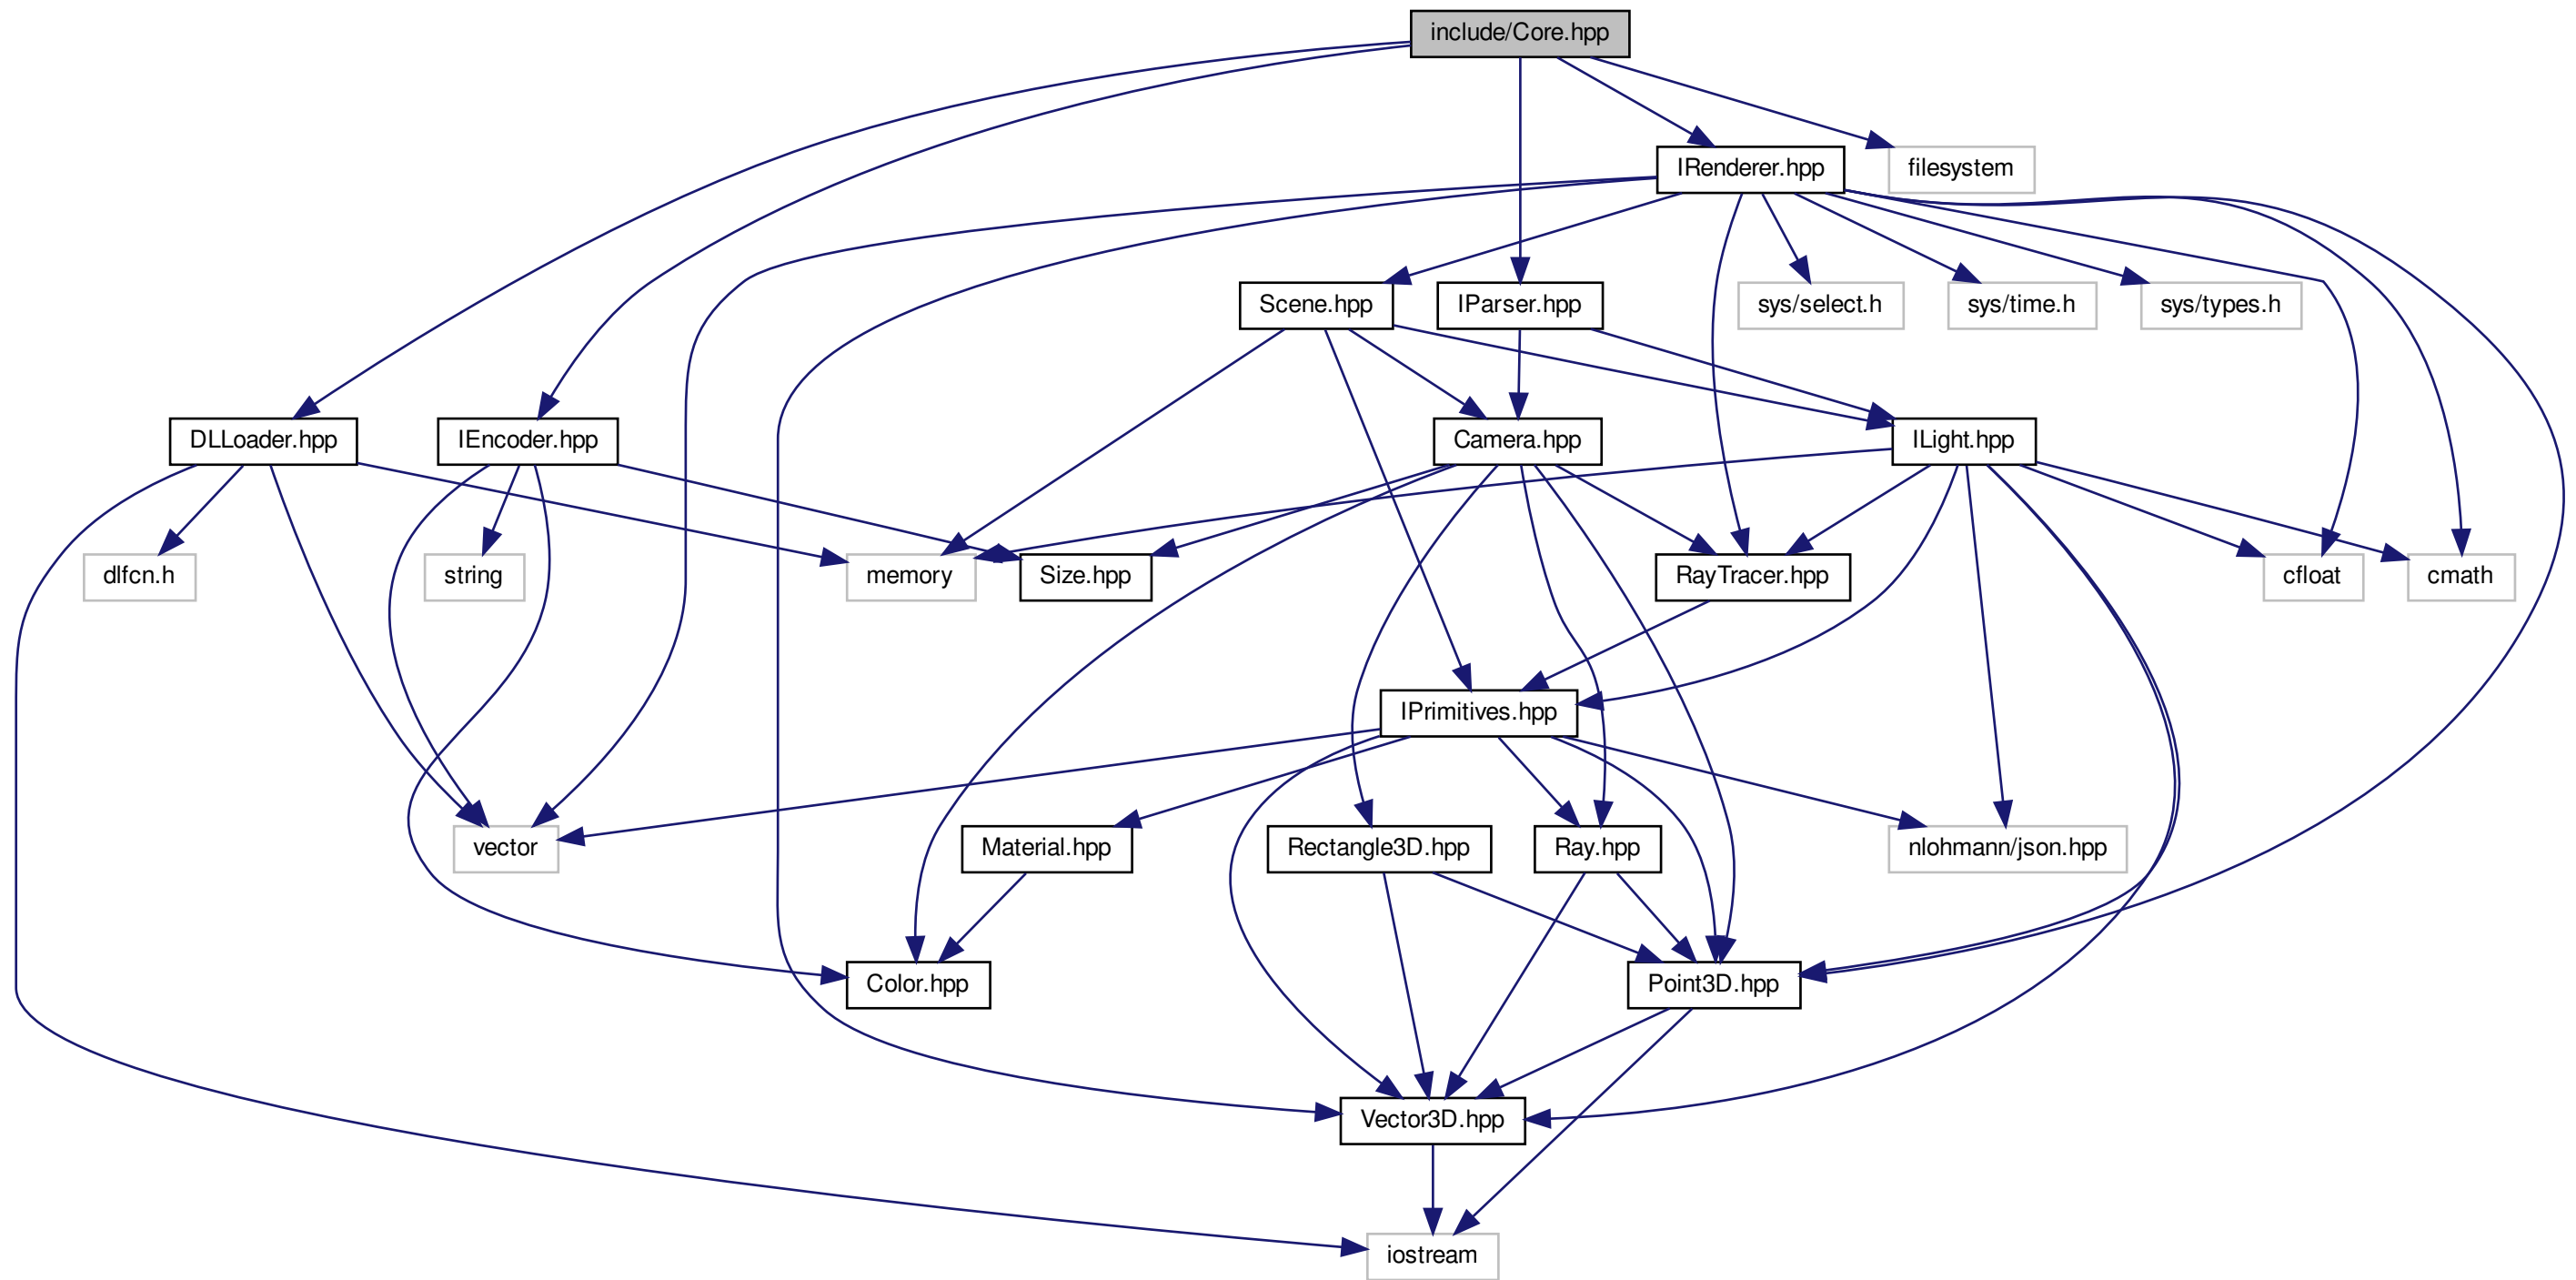 include/Core.hpp
IRenderer.hpp
filesystem
Scene.hpp
IParser.hpp
sys/select.h
sys/time.h
sys/types.h
DLLoader.hpp
IEncoder.hpp
Camera.hpp
ILight.hpp
dlfcn.h
string
memory
Size.hpp
RayTracer.hpp
cfloat
cmath
IPrimitives.hpp
vector
Material.hpp
Rectangle3D.hpp
Ray.hpp
nlohmann/json.hpp
Color.hpp
Point3D.hpp
Vector3D.hpp
iostream